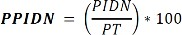 PPIDN = (PIDN / PT) * 100